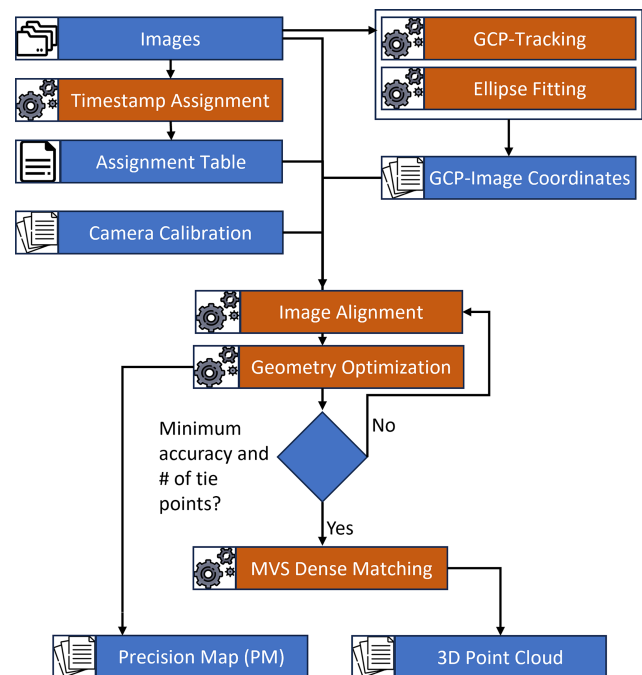 Images
GCP-Tracking
Timestamp Assignment
Ellipse Fitting
Assignment Table
GCP-Image Coordinates
Camera Calibration
Image Alignment
Geometry Optimization
Minimum
accuracy and
# of tie
points?
No
Yes
MVS Dense Matching
Precision Map (PM)
3D Point Cloud